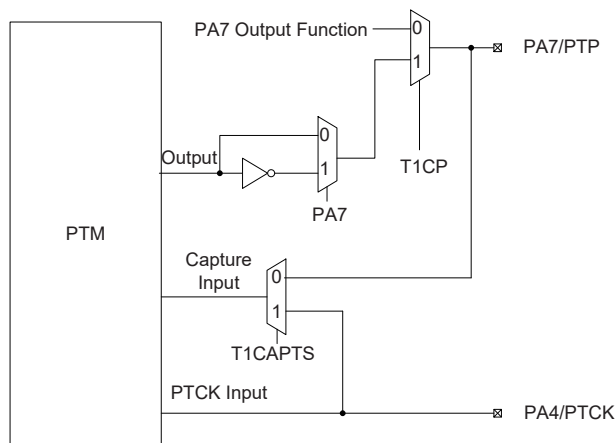 PA7 Output Function
0
1
PA7/PTP
T1CP
Output
0
1
PA7
PTM
Capture
Input
0
1
T1CAPTS
PTCK Input
PA4/PTCK